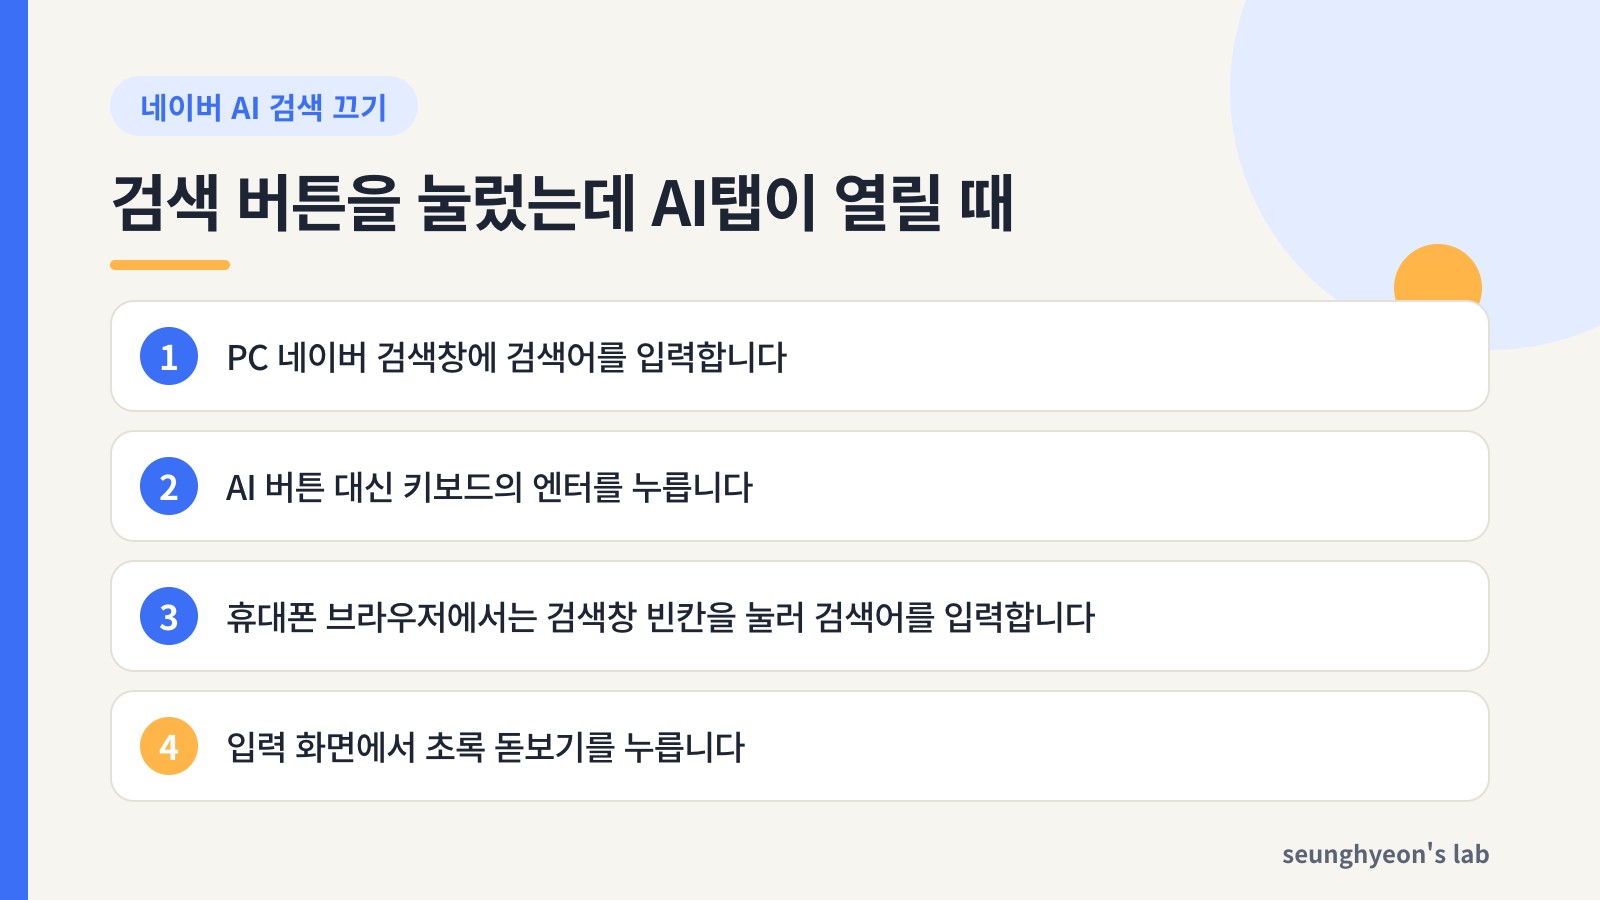 네이버 AI 검색 끄기
검색 버튼을 눌렀는데 AI탭이 열릴 때
1 PC 네이버 검색창에 검색어를 입력합니다
2 AI 버튼 대신 키보드의 엔터를 누릅니다
3 휴대폰 브라우저에서는 검색창 빈칸을 눌러 검색어를 입력합니다
4 입력 화면에서 초록 돋보기를 누릅니다
seunghyeon's lab